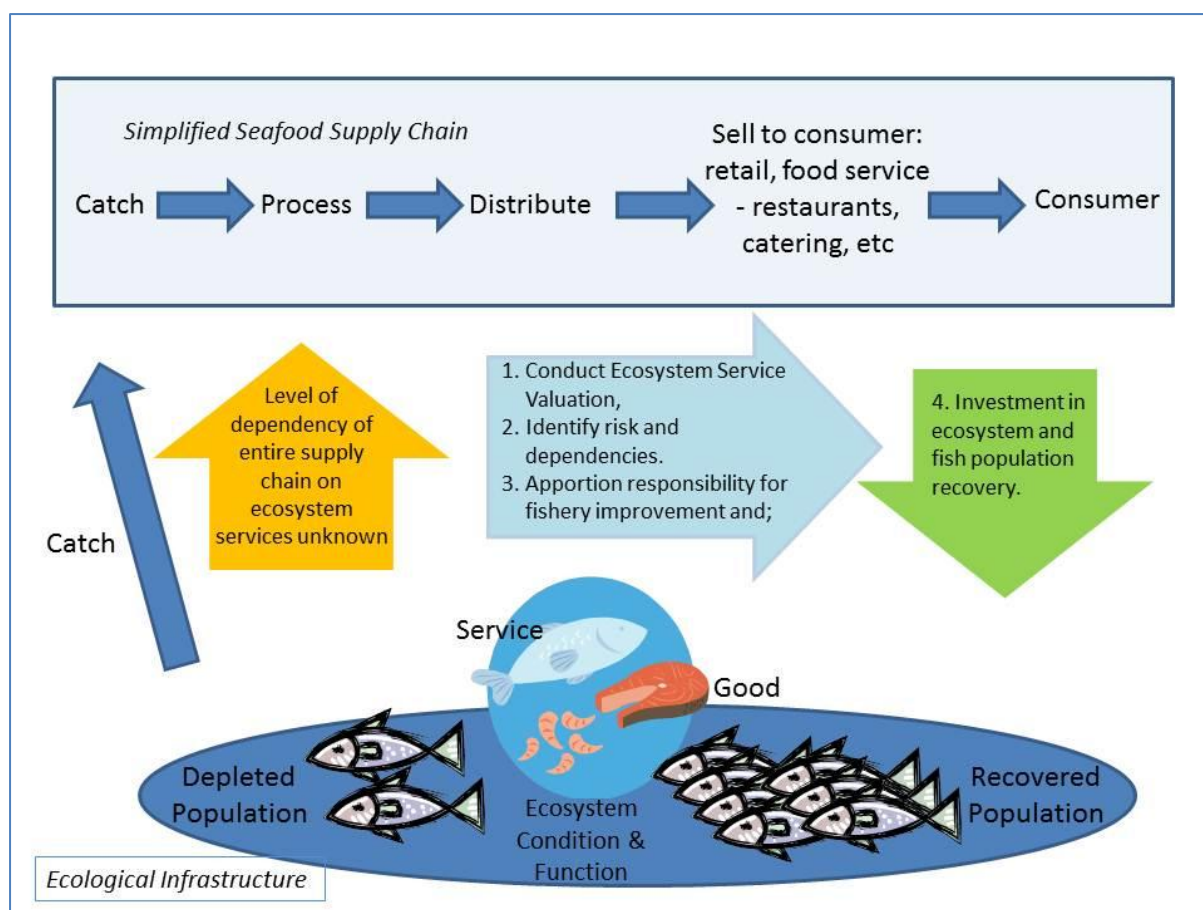 Simplified Seafood Supply Chain
Catch
Process
Distribute
Sell to consumer:
retail, food service
- restaurants,
catering, etc
Consumer
Catch
Level of
dependency of
entire supply
chain on
ecosystem
services unknown
1. Conduct Ecosystem Service
Valuation,
2. Identify risk and
dependencies.
3. Apportion responsibility for
fishery improvement and;
4. Investment in
ecosystem and
fish population
recovery.
Service
Good
Depleted
Population
Ecosystem
Condition &
Function
Recovered
Population
Ecological Infrastructure